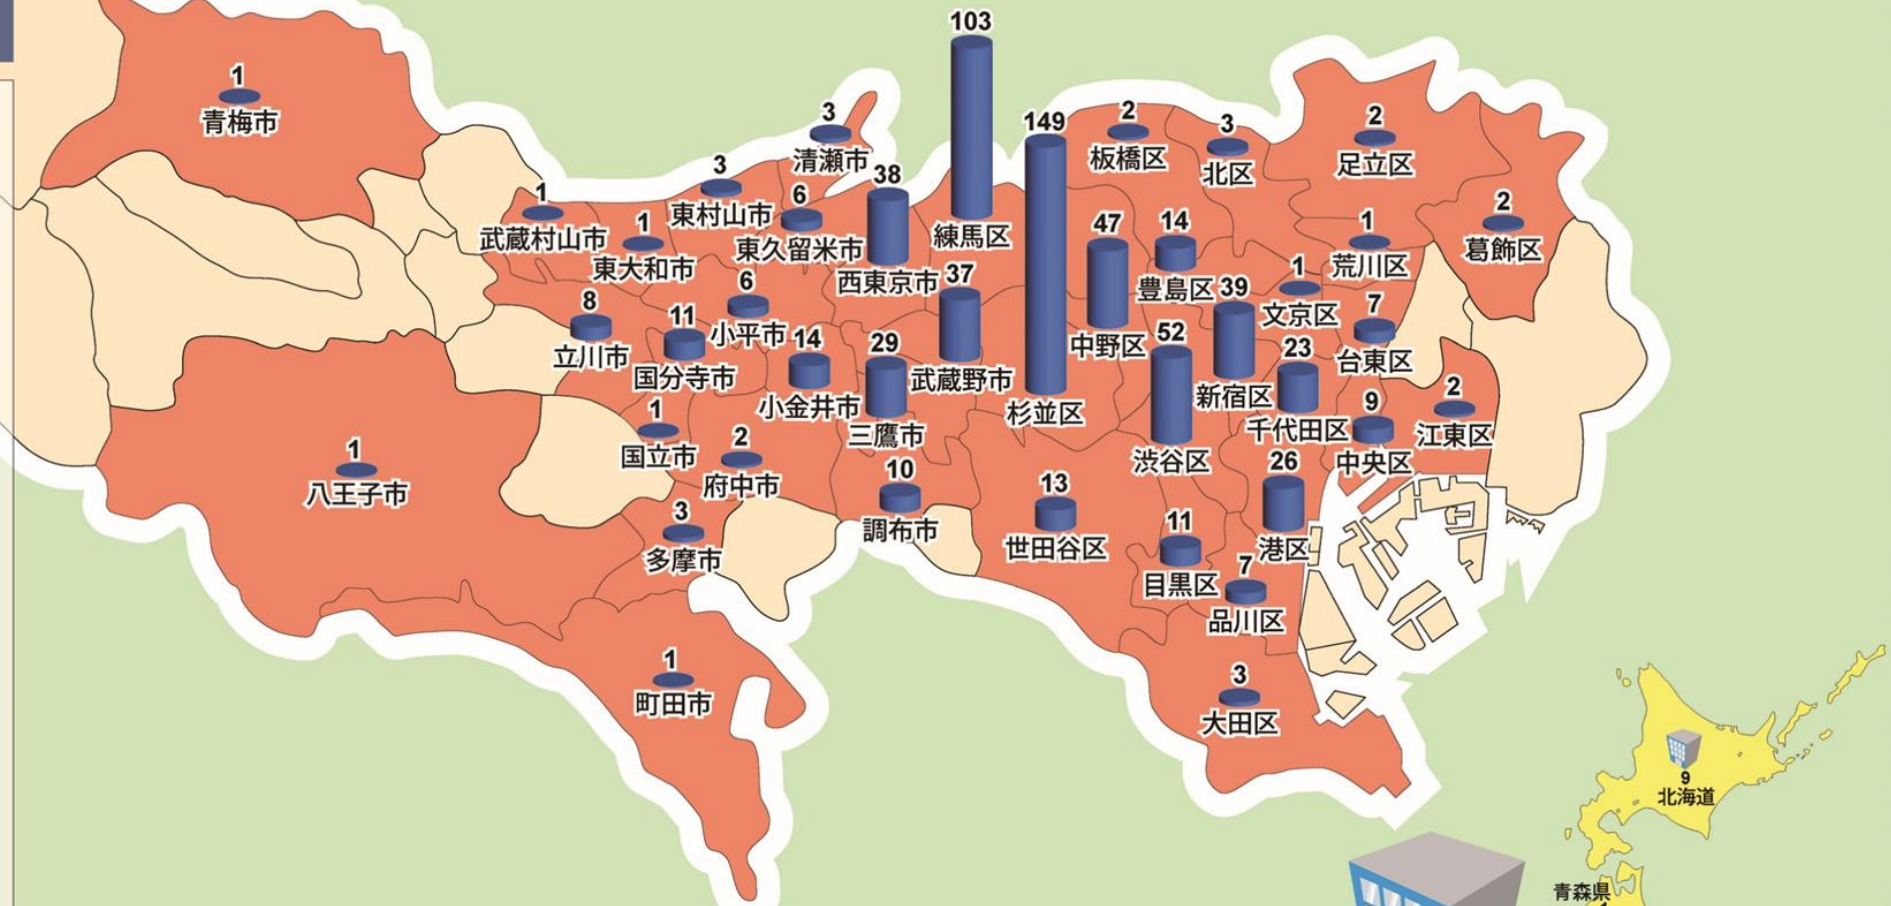 1
青梅市
1
武蔵村山市
1
東大和市
3
東村山市
3
清瀬市
6
東久留米市
38
西東京市
103
練馬区
149
杉並区
2
板橋区
3
北区
2
足立区
2
葛飾区
1
荒川区
47
中野区
14
豊島区
1
文京区
39
新宿区
7
台東区
8
立川市
11
国分寺市
6
小平市
14
小金井市
29
三鷹市
37
武蔵野市
52
渋谷区
23
千代田区
9
中央区
2
江東区
1
八王子市
1
国立市
2
府中市
3
多摩市
10
調布市
13
世田谷区
11
目黒区
26
港区
7
品川区
1
町田市
3
大田区
9
北海道
青森県